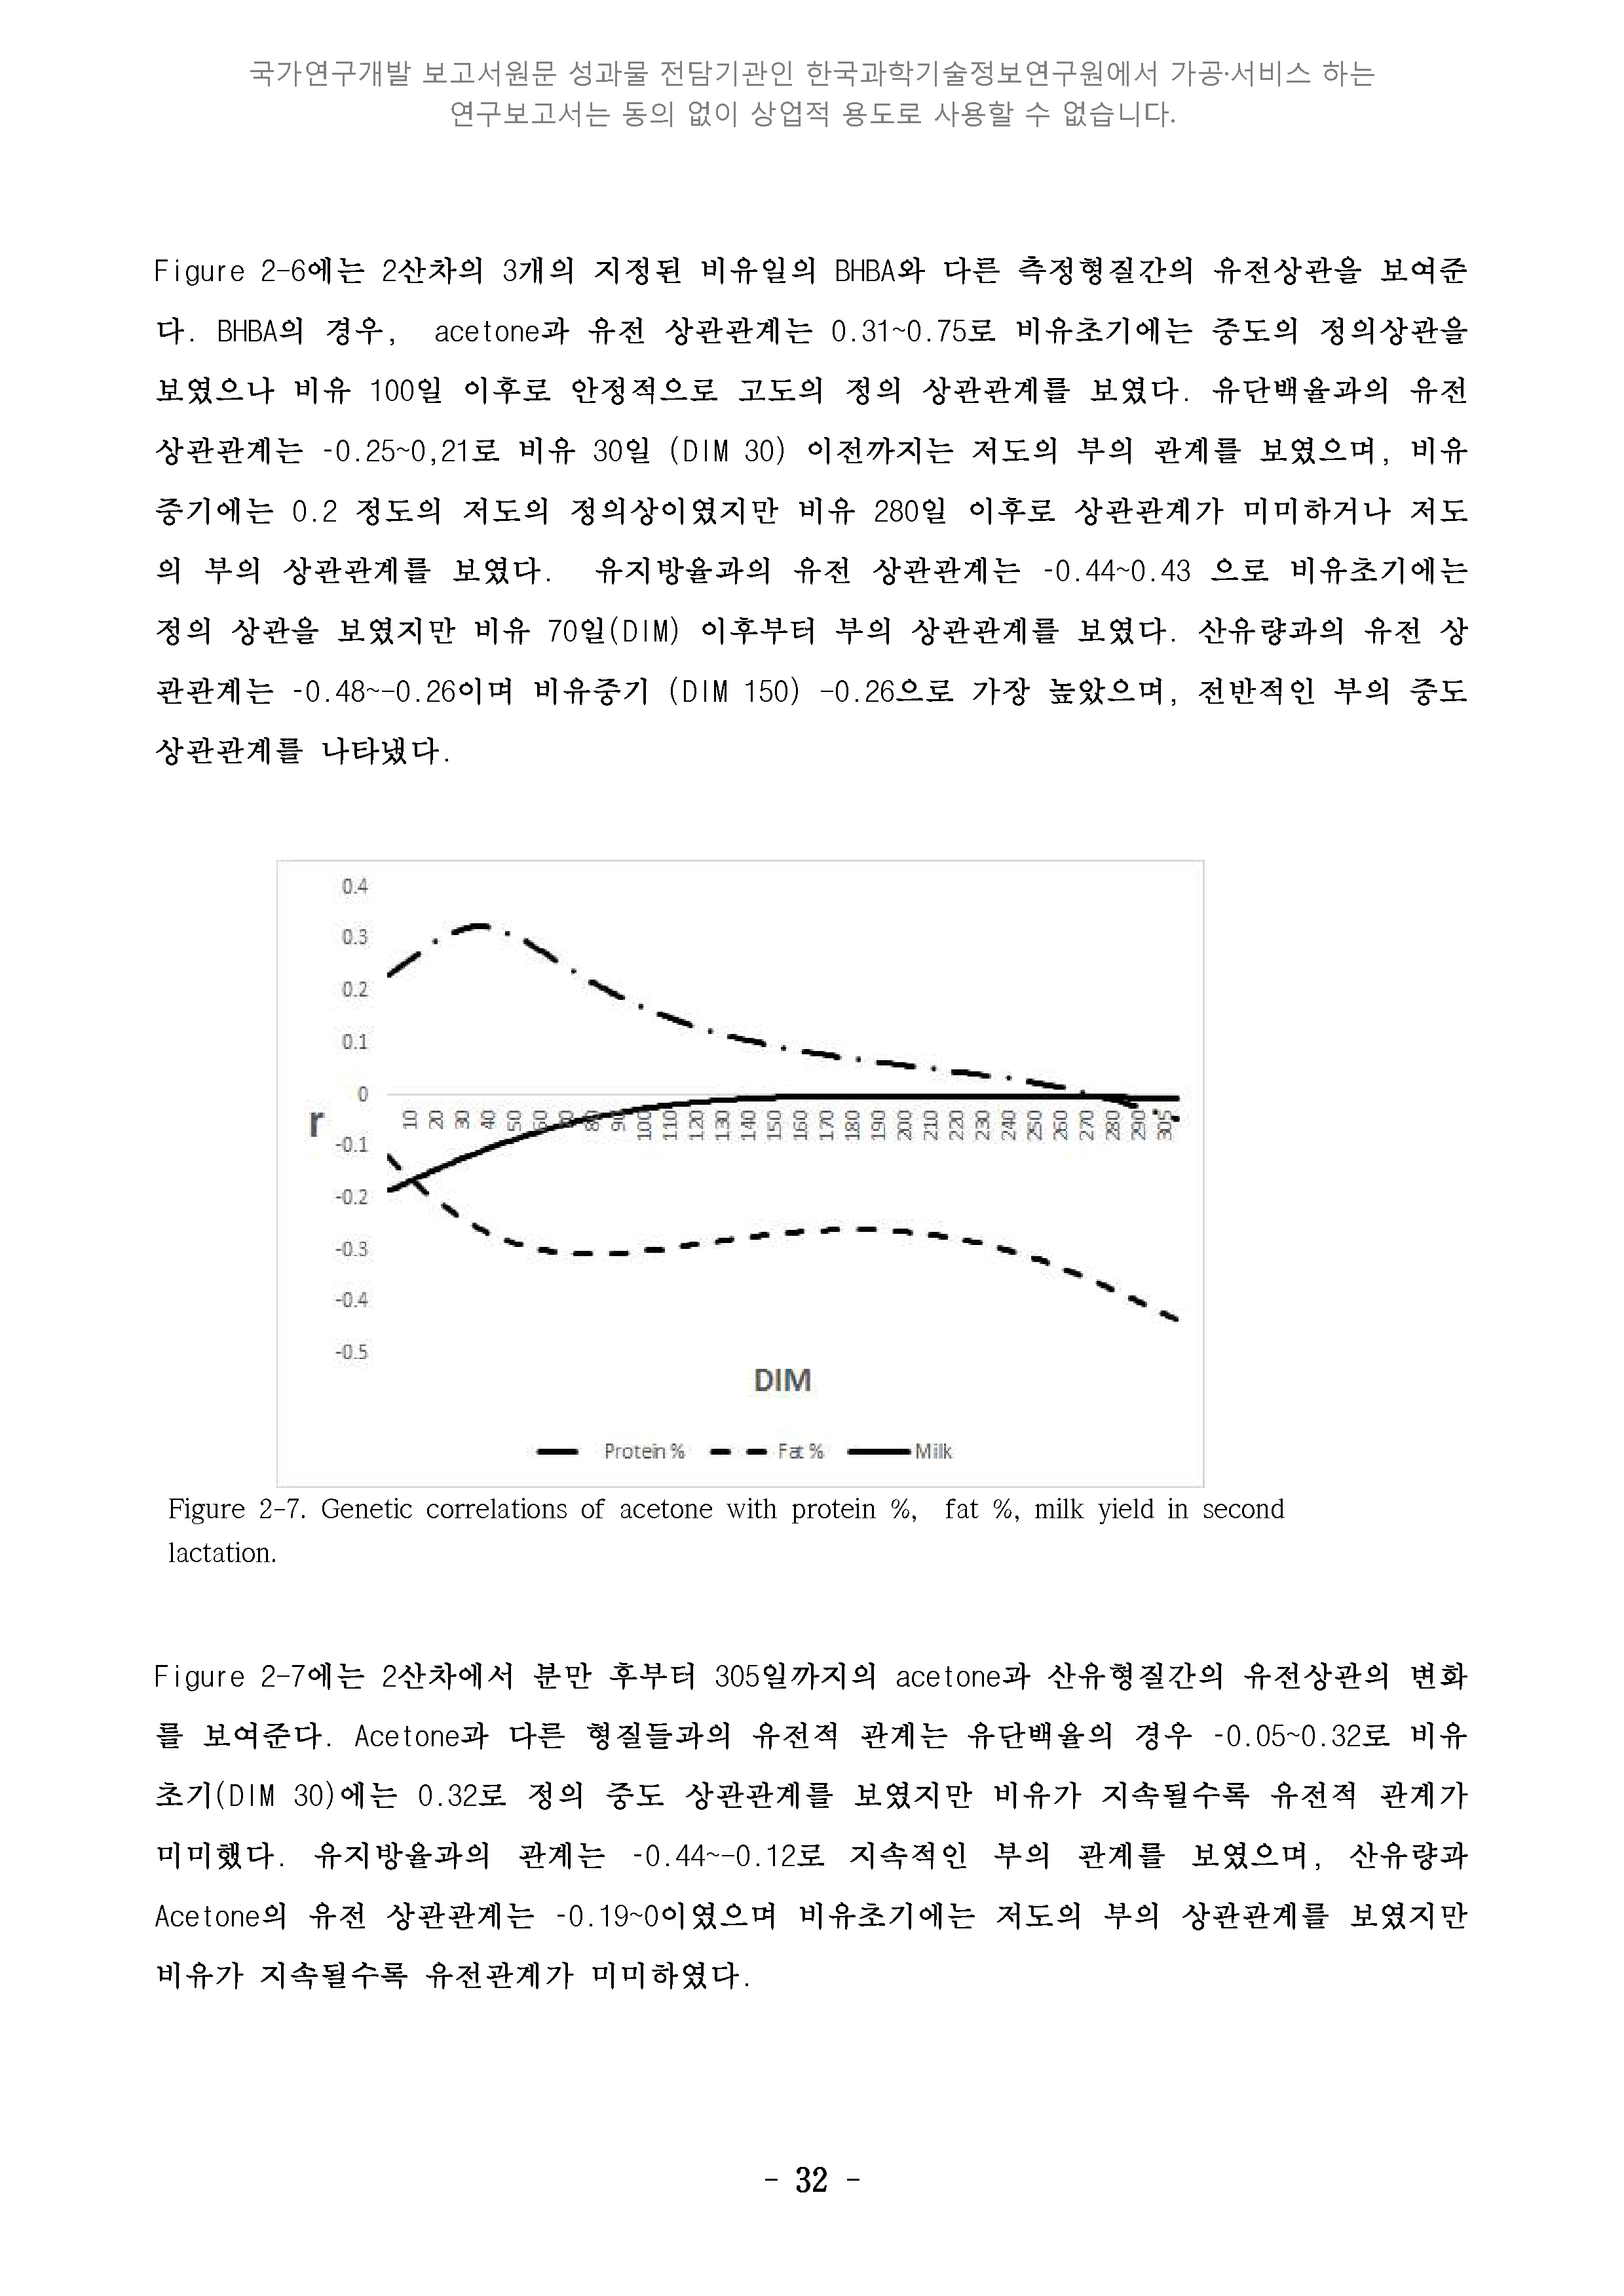 국가연구개발 보고서원문 성과물 전담기관인 한국과학기술정보연구원에서 가공·서비스 하는
연구보고서는 동의 없이 상업적 용도로 사용할 수 없습니다.
Figure 2-6에는 2산차의 3개의 지정된 비유일의 BHBA와 다른 측정형질간의 유전상관을 보여준
다. BHBA의 경우, acetone과 유전 상관관계는 0.31~0.75로 비유초기에는 중도의 정의상관을
보였으나 비유 100일 이후로 안정적으로 고도의 정의 상관관계를 보였다. 유단백율과의 유전
상관관계는 -0.25~0,21로 비유 30일 (DIM 30) 이전까지는 저도의 부의 관계를 보였으며, 비유
중기에는 0.2 정도의 저도의 정의상이였지만 비유 280일 이후로 상관관계가 미미하거나 저도
의 부의 상관관계를 보였다. 유지방율과의 유전 상관관계는 -0.44~0.43 으로 비유초기에는
정의 상관을 보였지만 비유 70일(DIM) 이후부터 부의 상관관계를 보였다. 산유량과의 유전 상
관관계는 -0.48~-0.26이며 비유중기 (DIM 150) -0.26으로 가장 높았으며, 전반적인 부의 중도
상관관계를 나타냈다.
0.4
0.3
0.2
0.1
0
r
-0.1
-0.2
-0.3
-0.4
-0.5
10 20 30 40 50 60 70 80 90 100 110 120 130 140 150 160 170 180 190 200 210 220 230 240 250 260 270 280 290 305
DIM
Protein % Fat % Milk
Figure 2-7. Genetic correlations of acetone with protein %, fat %, milk yield in second
lactation.
Figure 2-7에는 2산차에서 분만 후부터 305일까지의 acetone과 산유형질간의 유전상관의 변화
를 보여준다. Acetone과 다른 형질들과의 유전적 관계는 유단백율의 경우 -0.05~0.32로 비유
초기(DIM 30)에는 0.32로 정의 중도 상관관계를 보였지만 비유가 지속될수록 유전적 관계가
미미했다. 유지방율과의 관계는 -0.44~-0.12로 지속적인 부의 관계를 보였으며, 산유량과
Acetone의 유전 상관관계는 -0.19~0이였으며 비유초기에는 저도의 부의 상관관계를 보였지만
비유가 지속될수록 유전관계가 미미하였다.
- 32 -